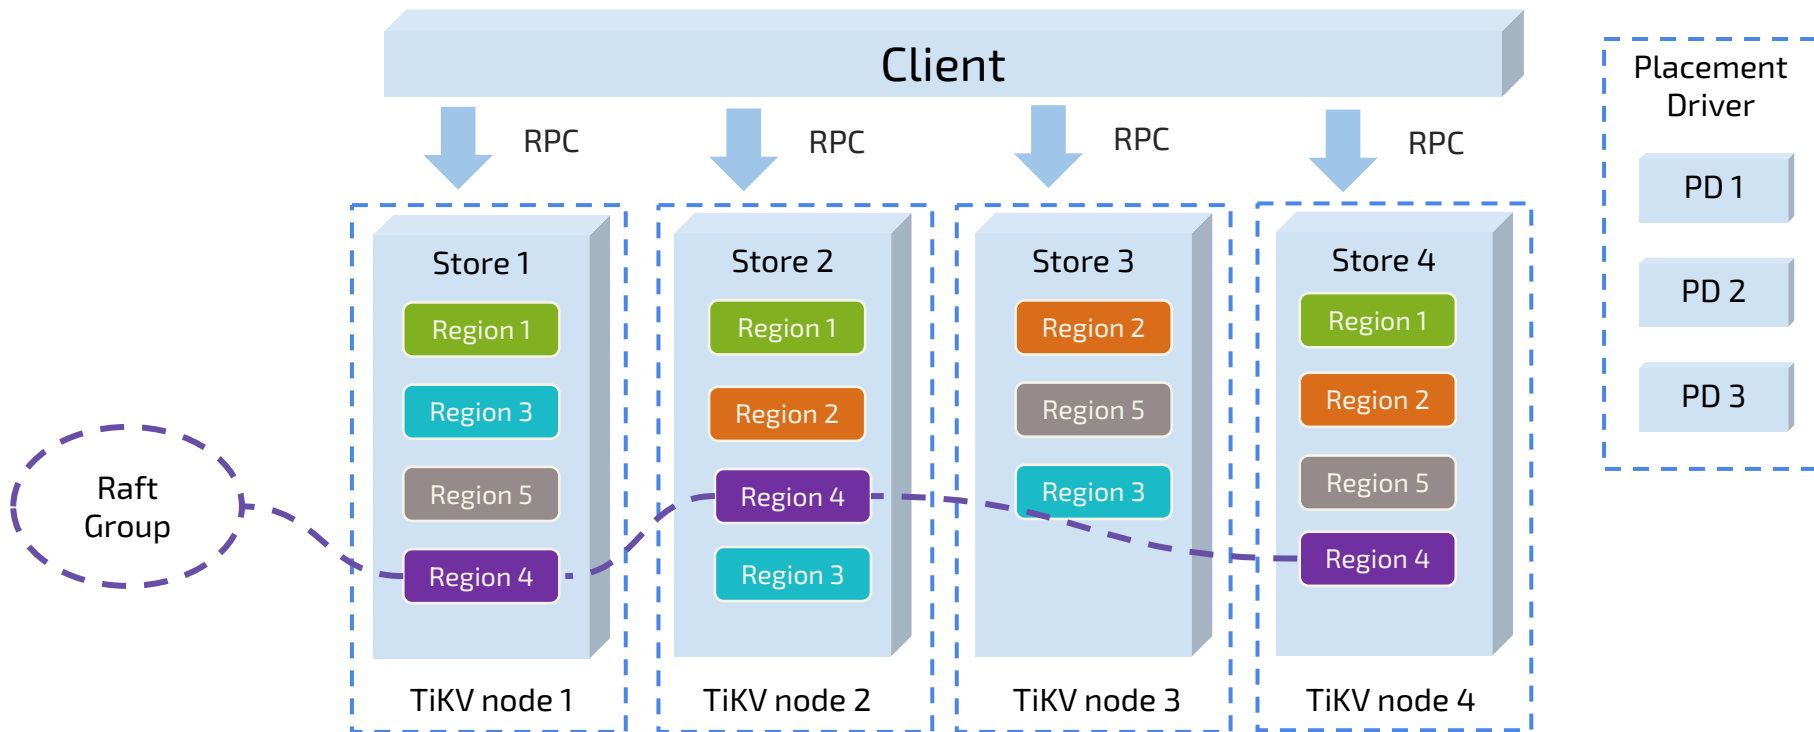 Client
RPC
RPC
RPC
RPC
Placement
Driver
PD 1
PD 2
PD 3
Raft
Group
Store 1
Region 1
Region 3
Region 5
Region 4
TiKV node 1
Store 2
Region 1
Region 2
Region 4
Region 3
TiKV node 2
Store 3
Region 2
Region 5
Region 3
TiKV node 3
Store 4
Region 1
Region 2
Region 5
Region 4
TiKV node 4